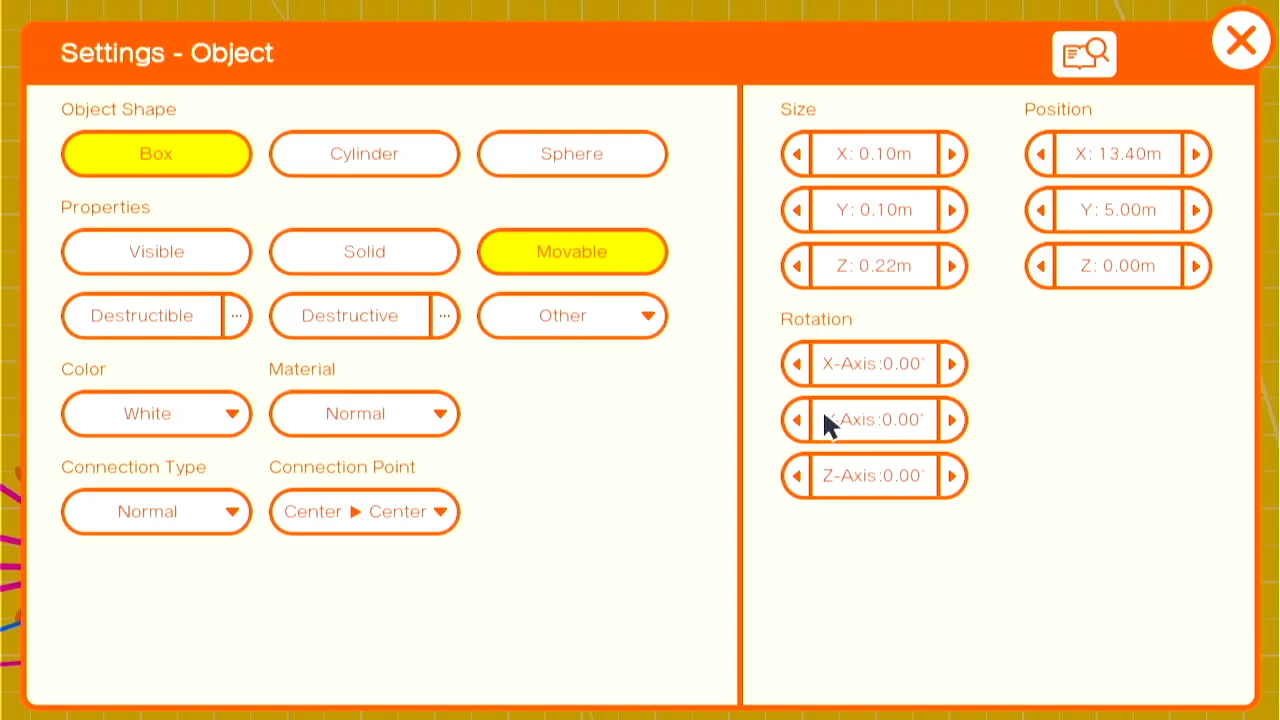 Settings - Object
Object Shape
Box
Cylinder
Sphere
Properties
Visible
Solid
Movable
Destructible ...
Destructive ...
Other
Color
Material
White
Normal
Connection Type
Connection Point
Normal
Center ▶ Center
Size
X: 0.10m
Y: 0.10m
Z: 0.22m
Position
X: 13.40m
Y: 5.00m
Z: 0.00m
Rotation
X-Axis:0.00°
-Axis:0.00°
Z-Axis:0.00°